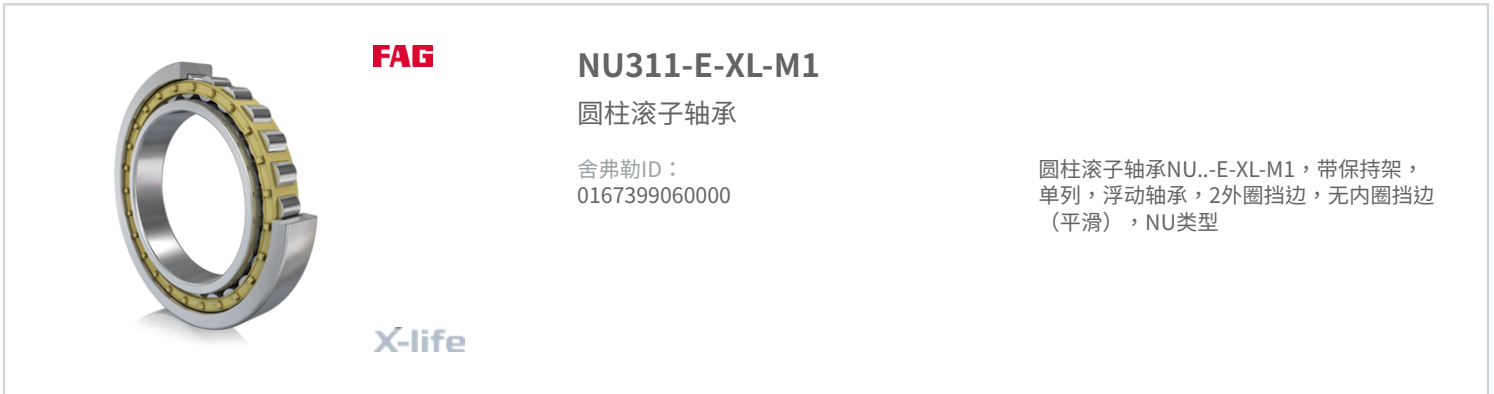 FAG
NU311-E-XL-M1
圆柱滚子轴承
舍弗勒ID：
0167399060000
圆柱滚子轴承NU..-E-XL-M1，带保持架，
单列，浮动轴承，2外圈挡边，无内圈挡边
（平滑），NU类型
X-life